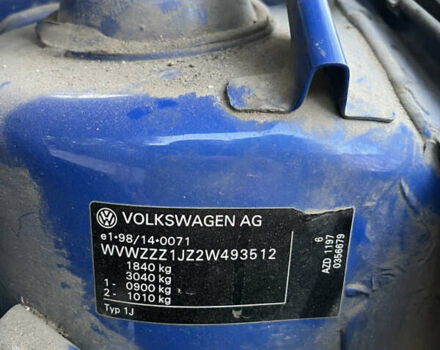 VOLKSWAGEN AG
e1*98/14*0071
WVWZZZ1JZ2W493512
1840 kg
3040 kg
1- 0900 kg
2- 1010 kg
Typ 1J
6
AZD 1197
0356679